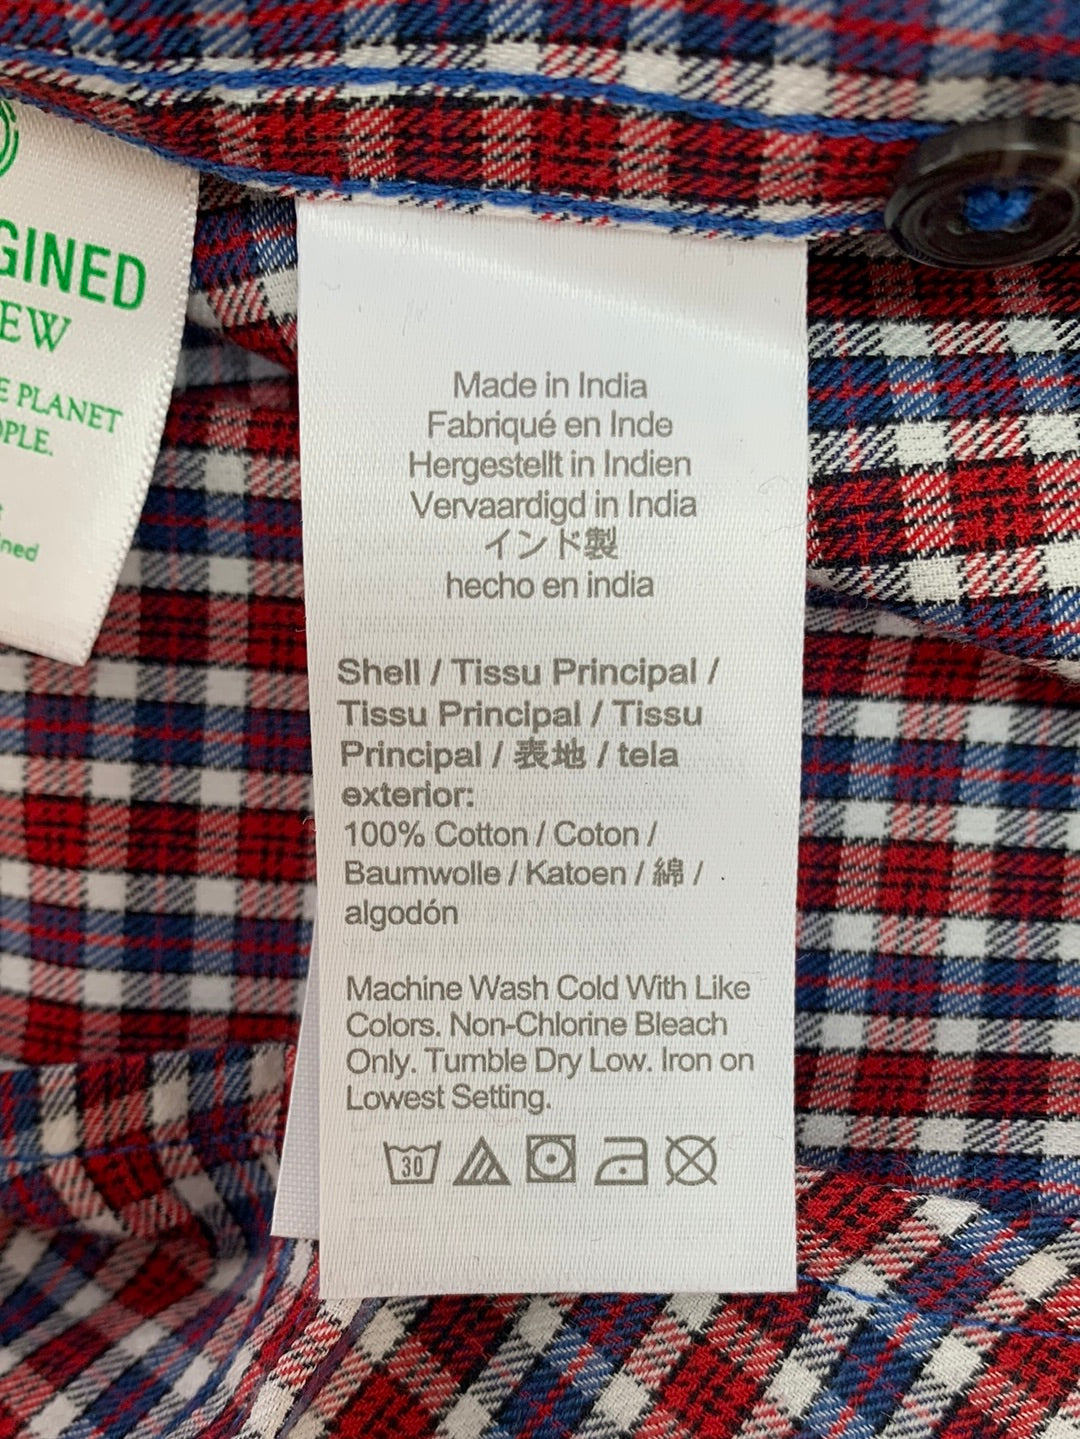 GINED
EW
E PLANET
OPLE.
ned
Made in India
Fabriqué en Inde
Hergestellt in Indien
Vervaardigd in India
インド製
hecho en india
Shell / Tissu Principal /
Tissu Principal / Tissu
Principal / 表地 / tela
exterior:
100% Cotton / Coton /
Baumwolle / Katoen / 綿 /
algodón
Machine Wash Cold With Like
Colors. Non-Chlorine Bleach
Only. Tumble Dry Low. Iron on
Lowest Setting.
30